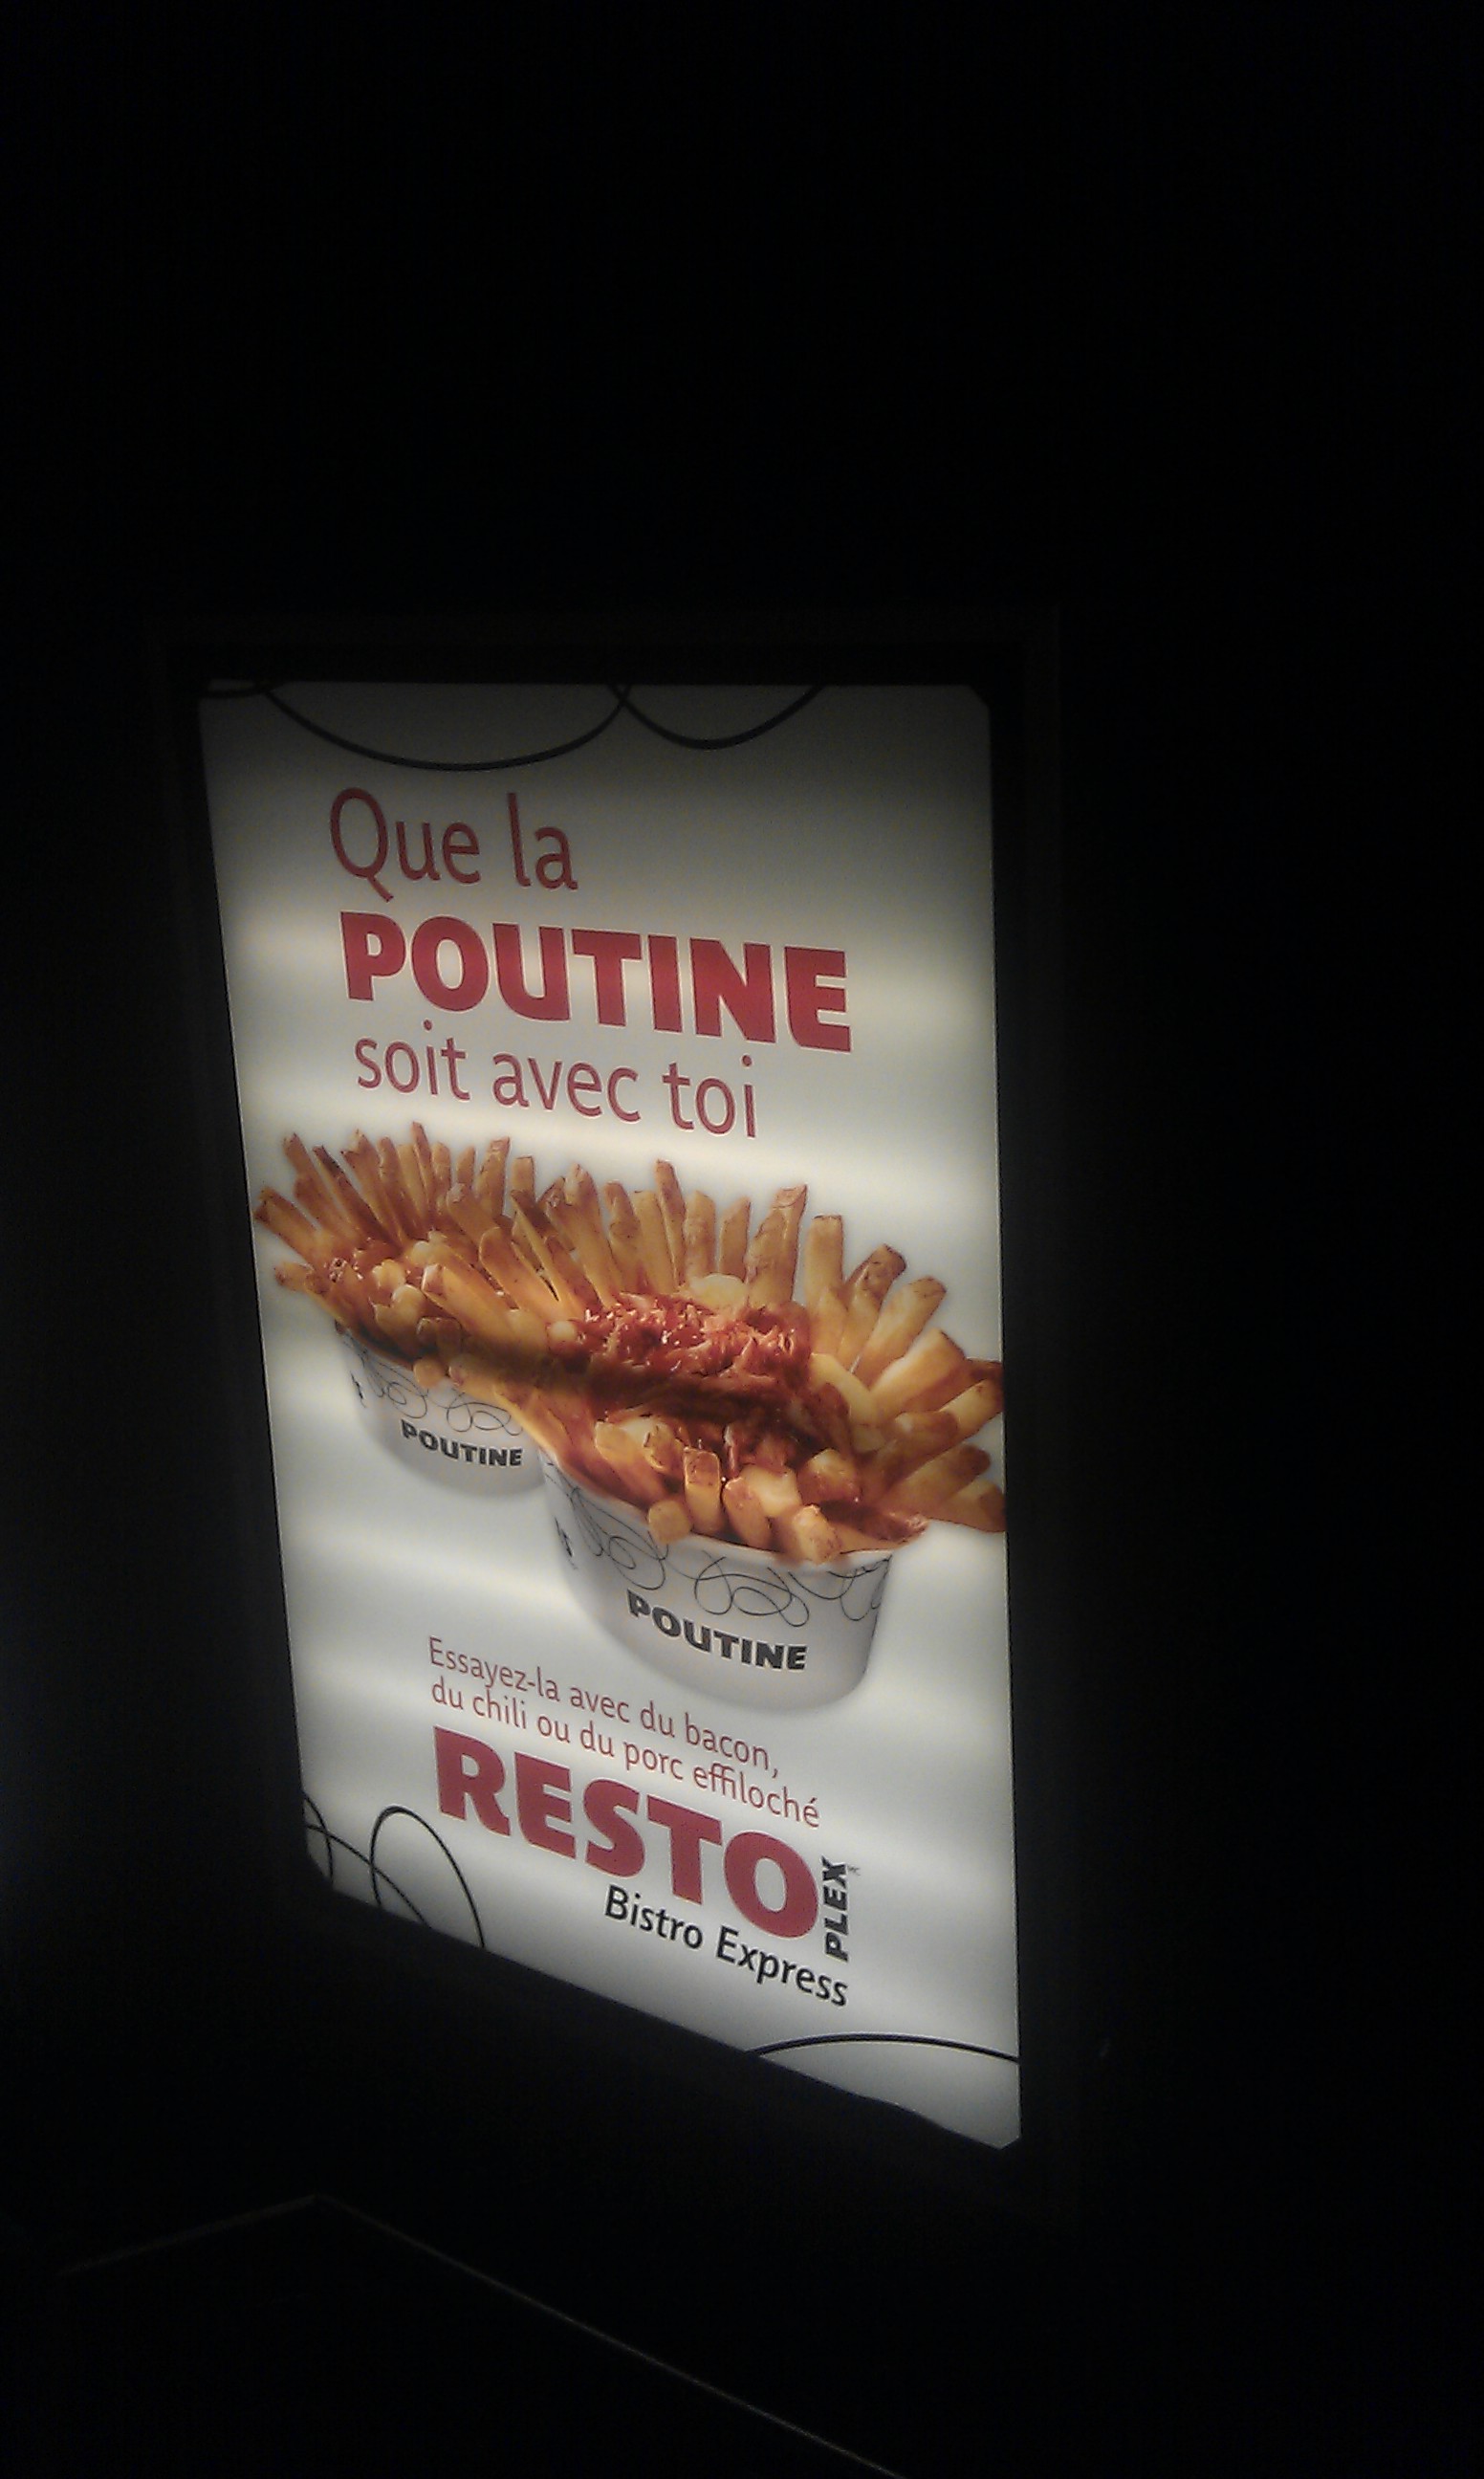 Que la
POUTINE
soit avec toi
POUTINE
POUTINE
Essayez-la avec du bacon,
du chili ou du porc effiloché
RESTO
PLEX
Bistro Express